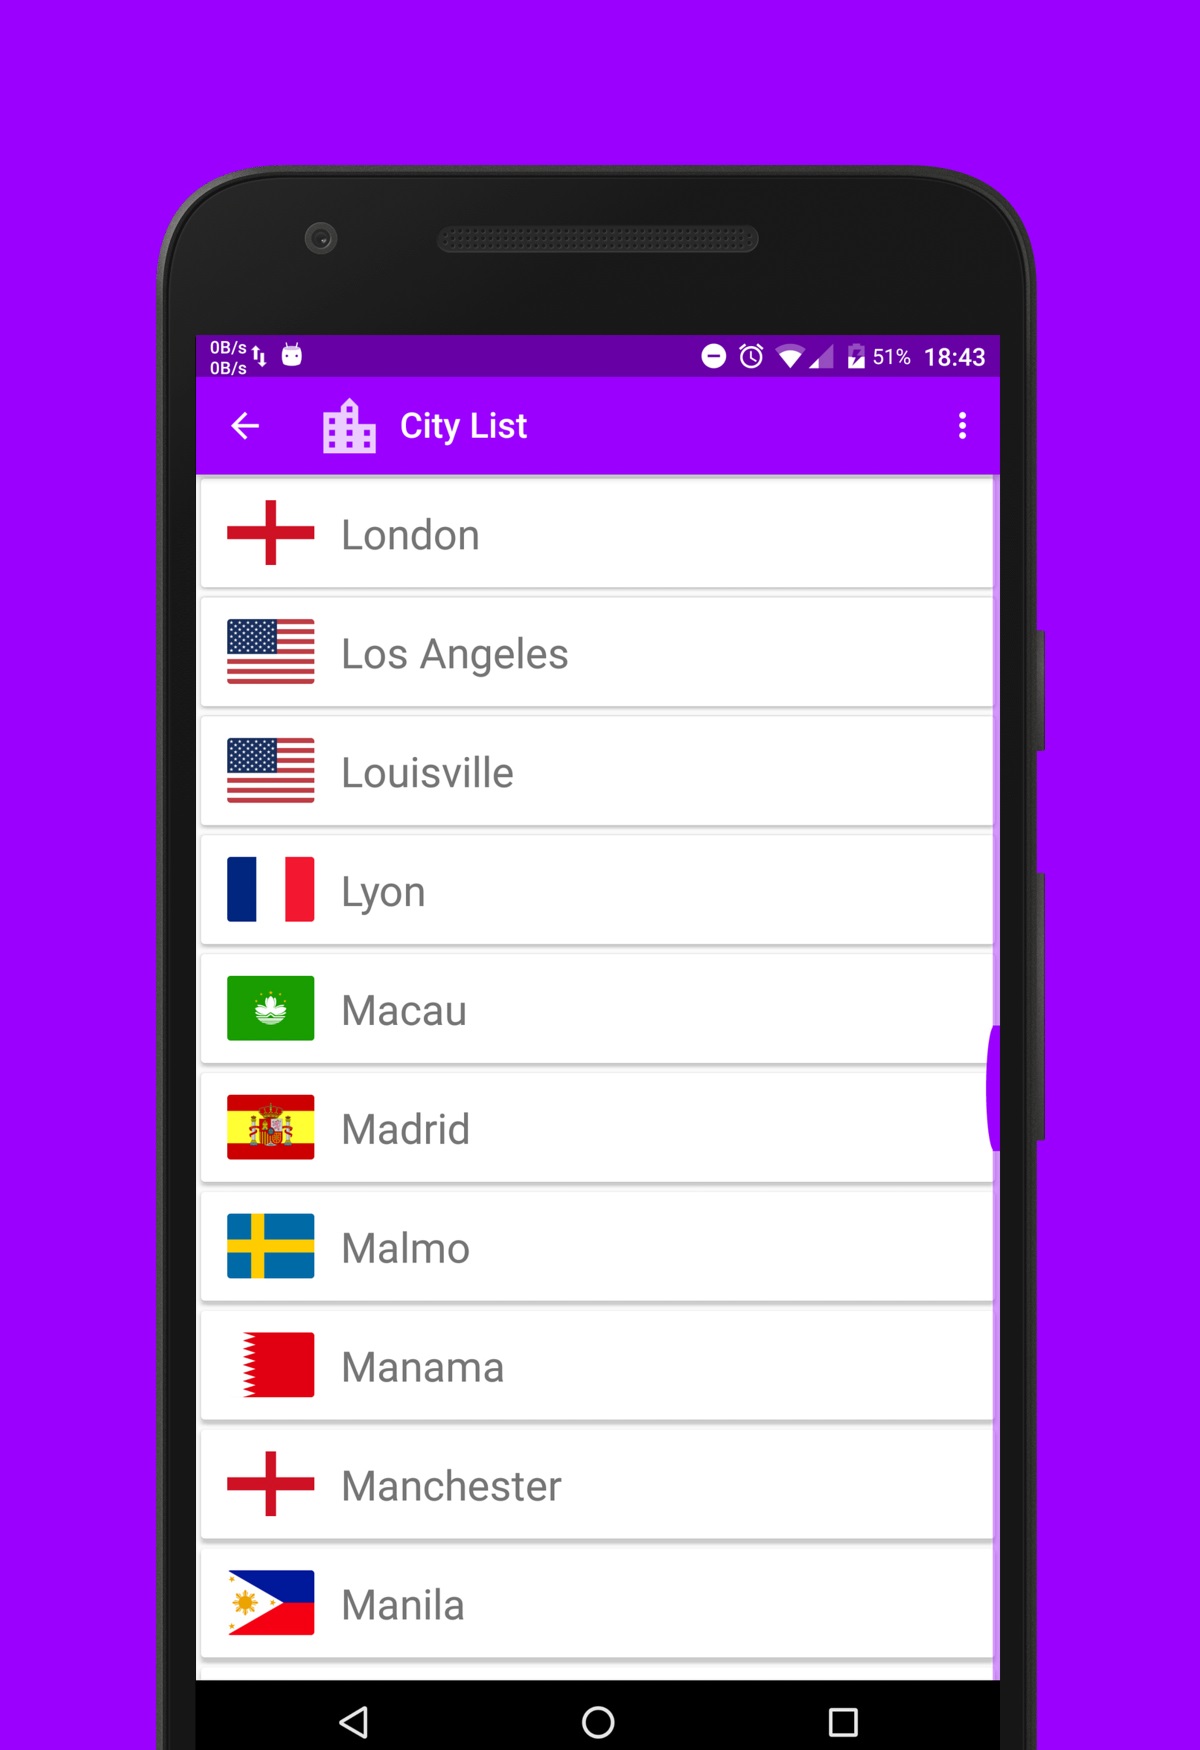 0B/s
0B/s
51% 18:43
City List
London
Los Angeles
Louisville
Lyon
Macau
Madrid
Malmo
Manama
Manchester
Manila